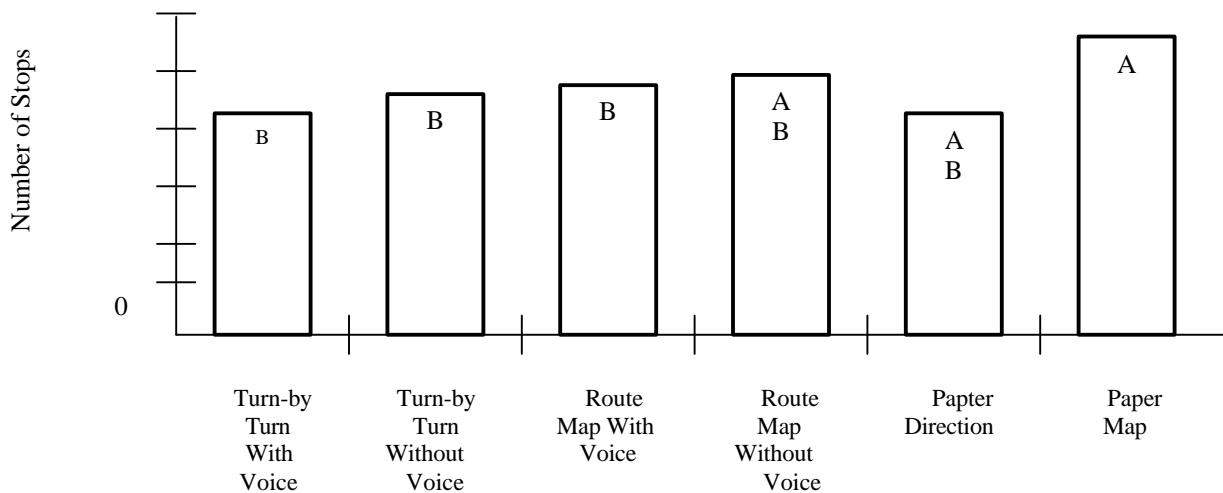 Number of Stops
B
B
B
A
B
A
B
A
0
Turn-by
Turn
With
Voice
Turn-by
Turn
Without
Voice
Route
Map With
Voice
Route
Map
Without
Voice
Papter
Direction
Paper
Map